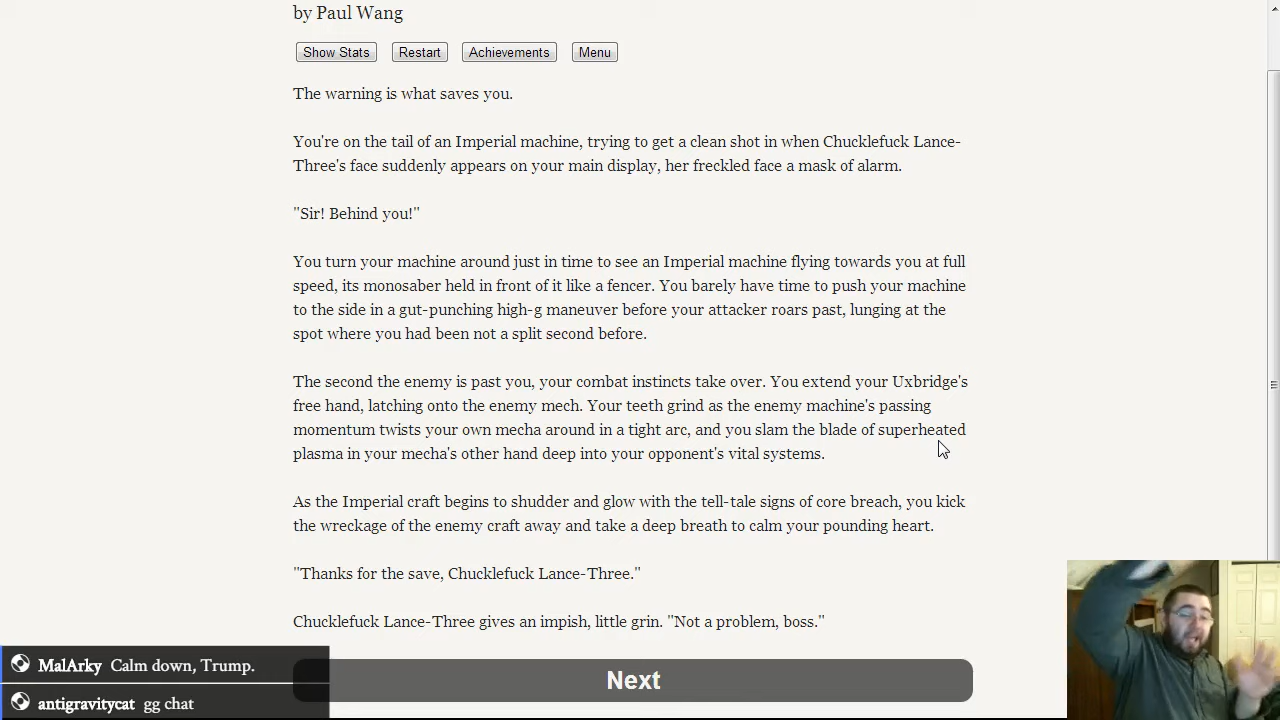 by Paul Wang
Show Stats Restart Achievements Menu
The warning is what saves you.
You're on the tail of an Imperial machine, trying to get a clean shot in when Chucklefuck Lance-
Three's face suddenly appears on your main display, her freckled face a mask of alarm.
"Sir! Behind you!"
You turn your machine around just in time to see an Imperial machine flying towards you at full
speed, its monosaber held in front of it like a fencer. You barely have time to push your machine
to the side in a gut-punching high-g maneuver before your attacker roars past, lunging at the
spot where you had been not a split second before.
The second the enemy is past you, your combat instincts take over. You extend your Uxbridge's
free hand, latching onto the enemy mech. Your teeth grind as the enemy machine's passing
momentum twists your own mecha around in a tight arc, and you slam the blade of superheated
plasma in your mecha's other hand deep into your opponent's vital systems.
As the Imperial craft begins to shudder and glow with the tell-tale signs of core breach, you kick
the wreckage of the enemy craft away and take a deep breath to calm your pounding heart.
"Thanks for the save, Chucklefuck Lance-Three."
Chucklefuck Lance-Three gives an impish, little grin. "Not a problem, boss."
Next
MalArky Calm down, Trump.
antigravitycat gg chat